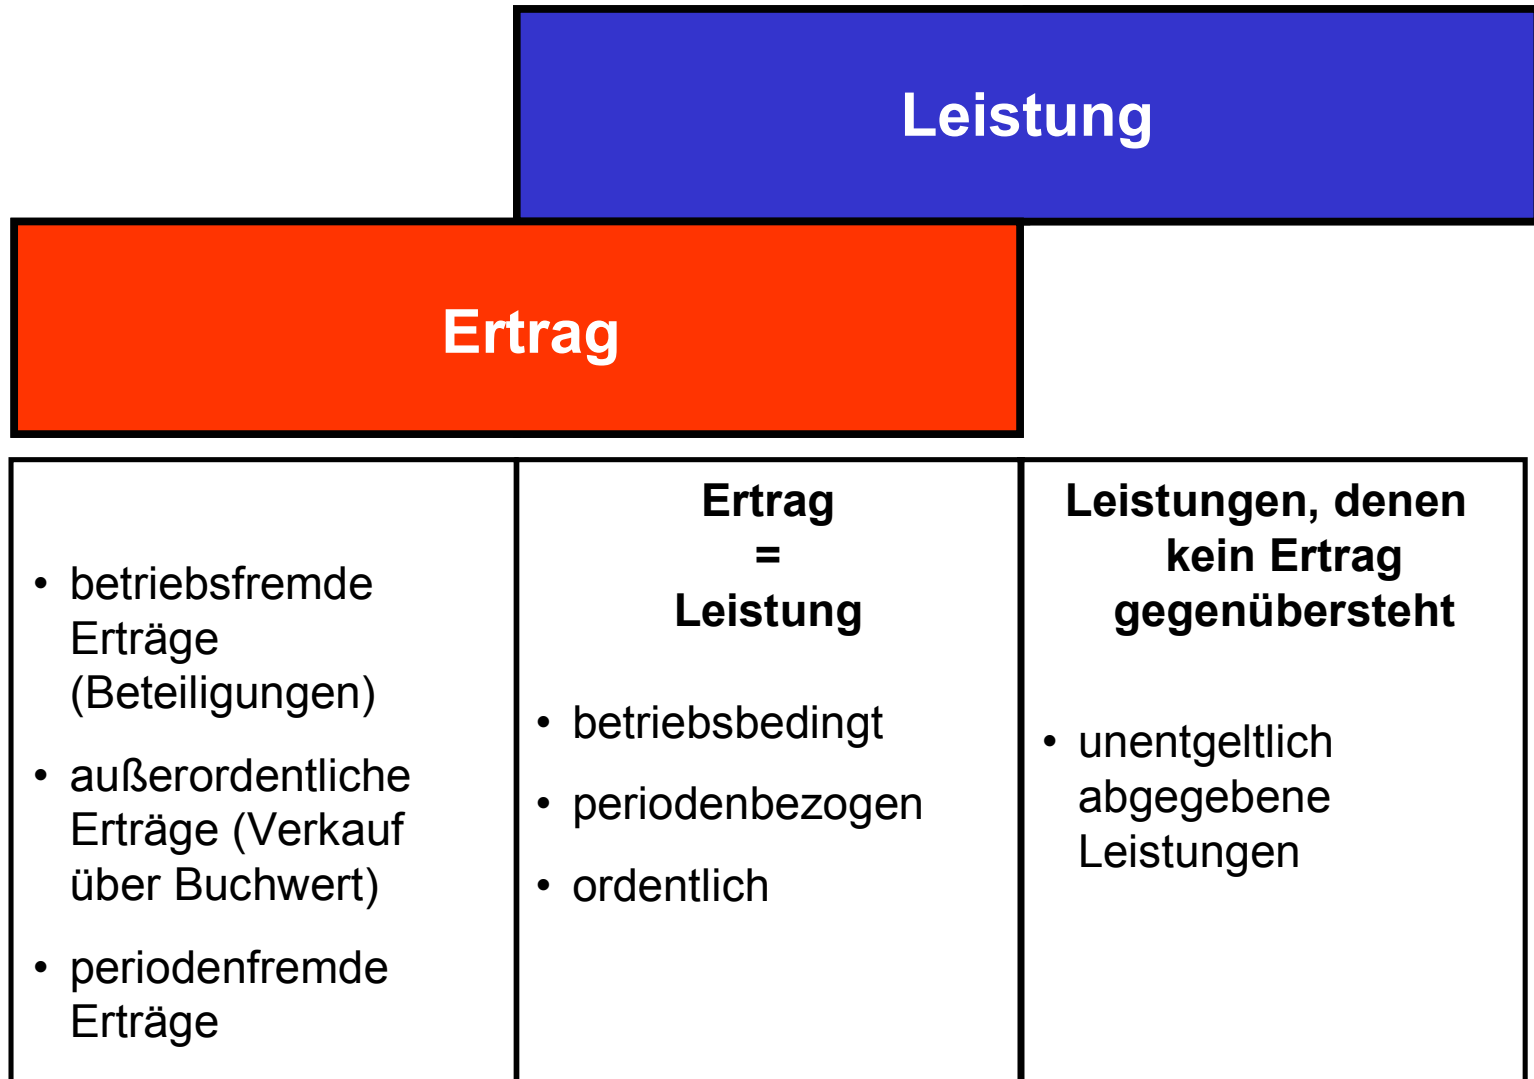 Leistung
Ertrag
• betriebsfremde
Erträge
(Beteiligungen)
• außerordentliche
Erträge (Verkauf
über Buchwert)
• periodenfremde
Erträge
Ertrag
=
Leistung
• betriebsbedingt
• periodenbezogen
• ordentlich
Leistungen, denen
kein Ertrag
gegenübersteht
• unentgeltlich
abgegebene
Leistungen